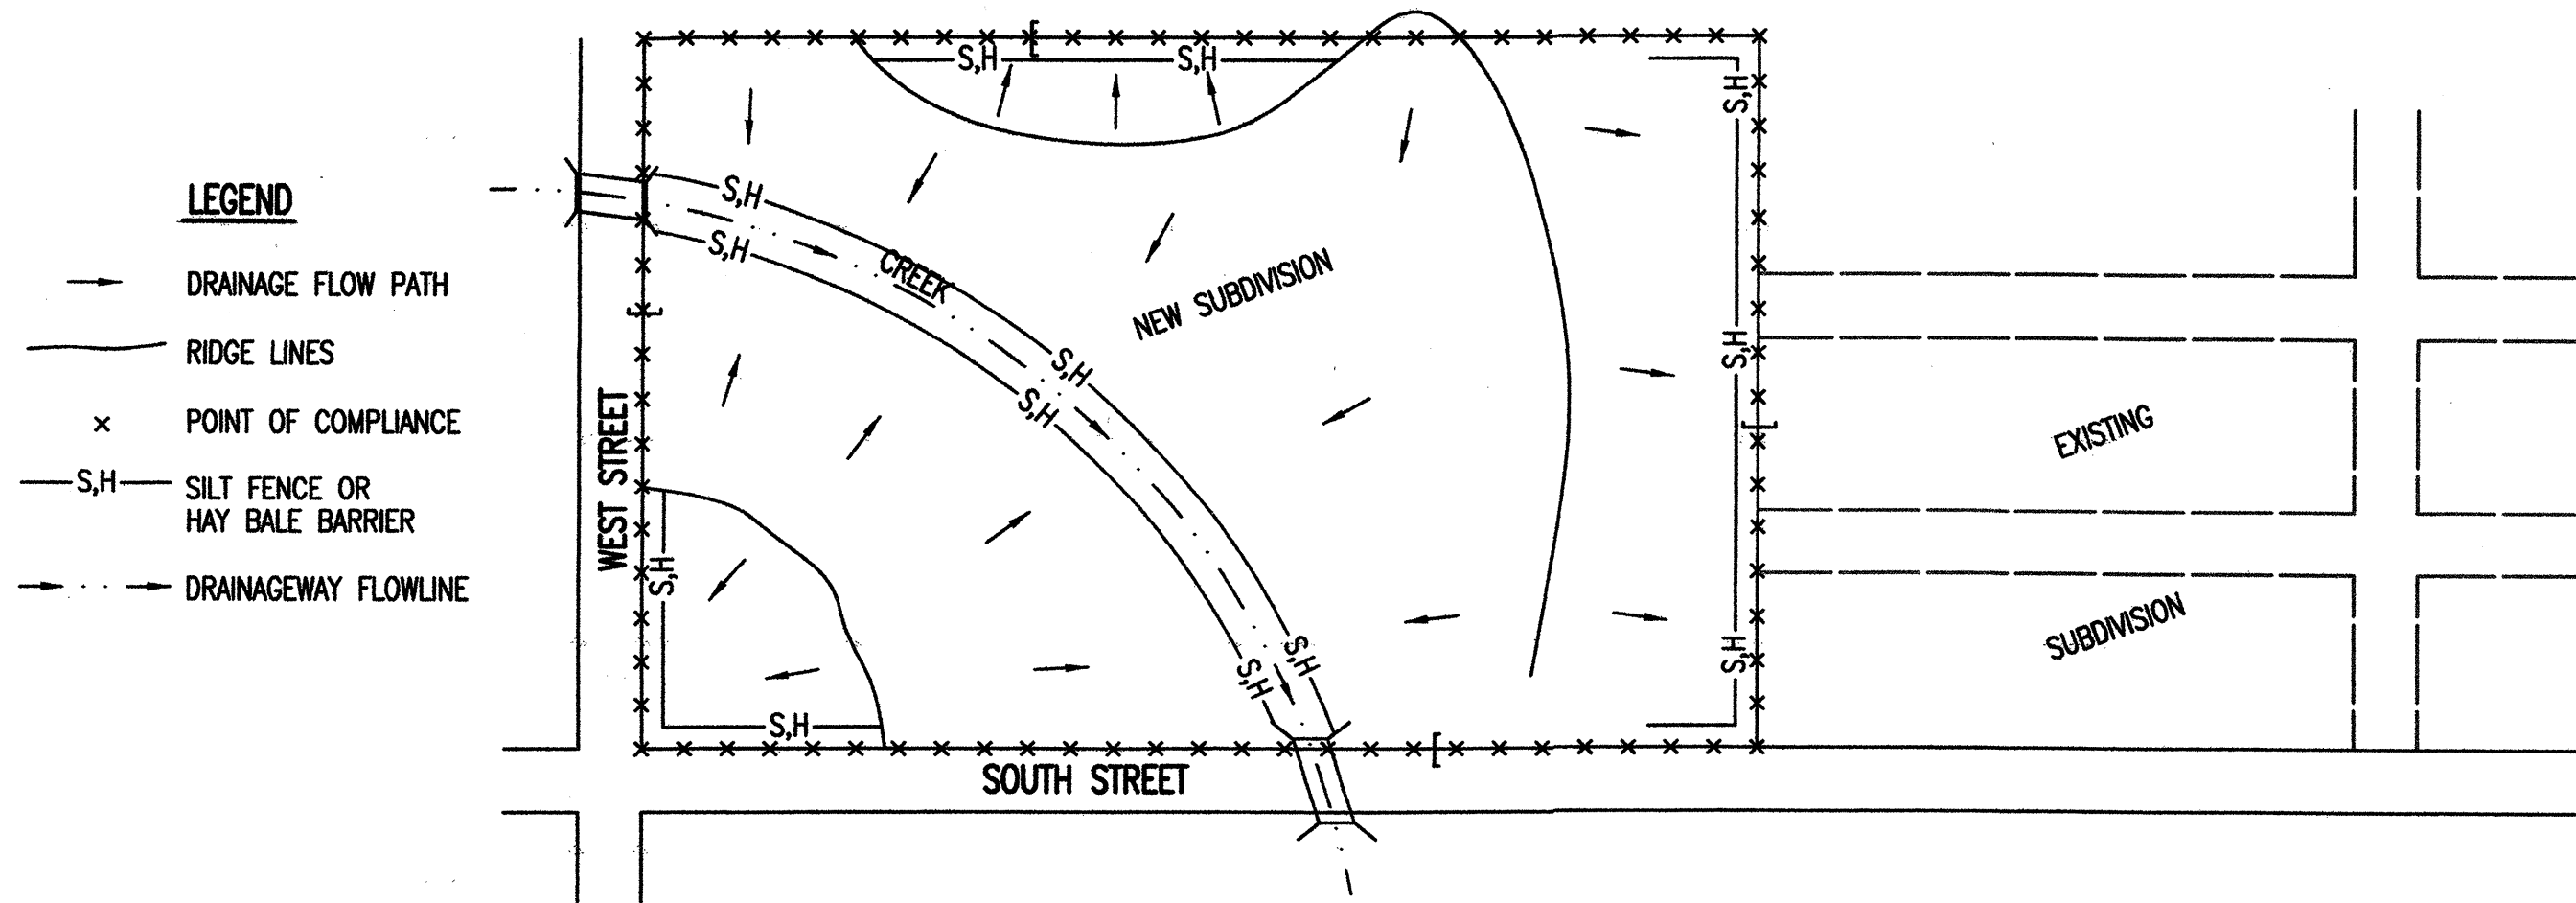 LEGEND
DRAINAGE FLOW PATH
RIDGE LINES
POINT OF COMPLIANCE
S,H
SILT FENCE OR
HAY BALE BARRIER
DRAINAGEWAY FLOWLINE
S,H
S,H
S,H
S,H
S,H
CREEK
NEW SUBDIVISION
S,H
S,H
S,H
WEST STREET
EXISTING
S,H
S,H
S,H
S,H
S,H
S,H
SUBDIVISION
SOUTH STREET